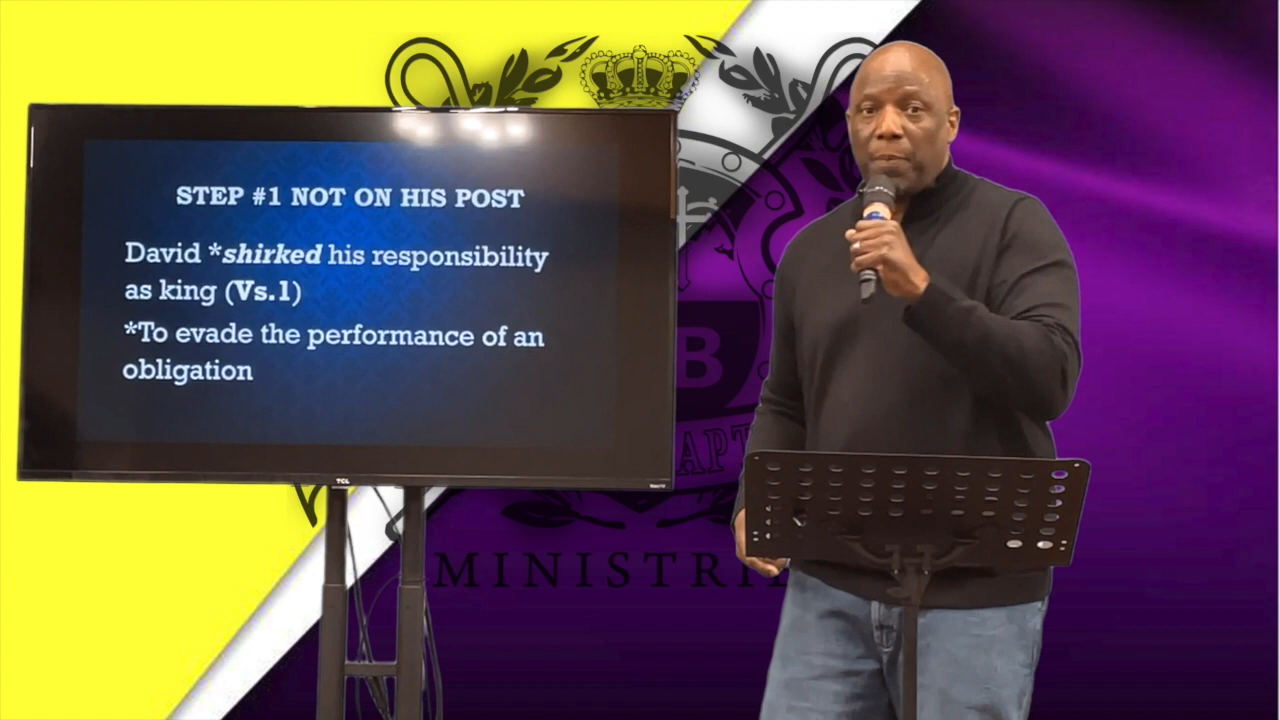 STEP #1 NOT ON HIS POST
David *shirked his responsibility
as king (Vs.1)
*To evade the performance of an
obligation
TCL
B